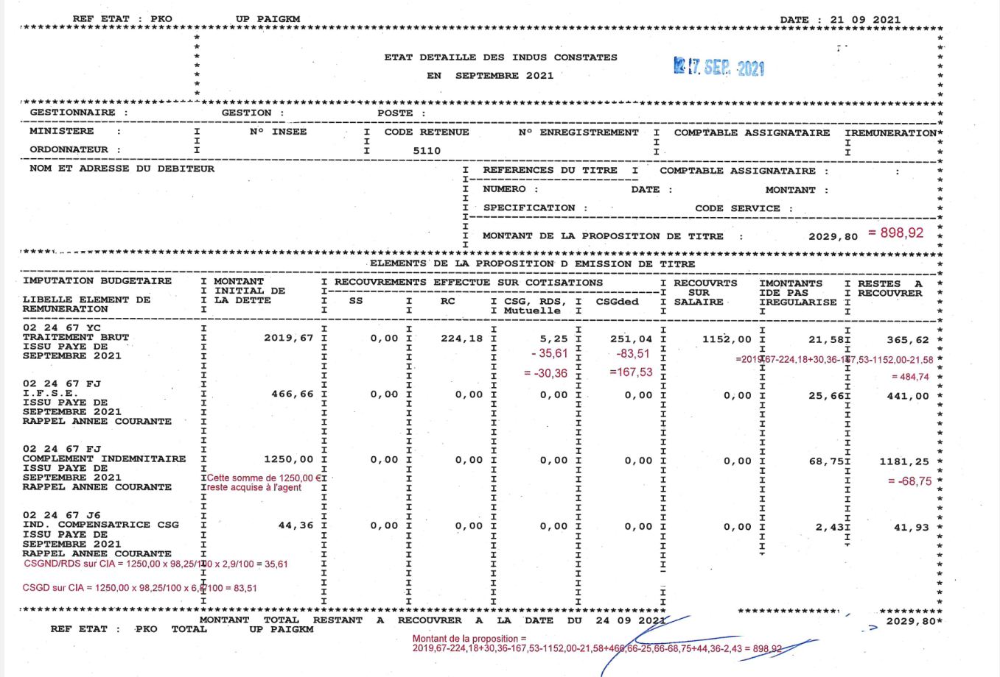 REF ETAT : PKO UP PAIGKM DATE : 21 09 2021
ETAT DETAILLE DES INDUS CONSTATES
17. SEP. 2021
EN SEPTEMBRE 2021
GESTIONNAIRE : GESTION : POSTE :
MINISTERE : I N° INSEE I CODE RETENUE N° ENREGISTREMENT I COMPTABLE ASSIGNATAIRE IREMUNERATION*
ORDONNATEUR : I I 5110 I I
NOM ET ADRESSE DU DEBITEUR I REFERENCES DU TITRE I COMPTABLE ASSIGNATAIRE : :
I NUMERO : DATE : MONTANT :
I SPECIFICATION : CODE SERVICE :
I MONTANT DE LA PROPOSITION DE TITRE : 2029,80 = 898,92
ELEMENTS DE LA PROPOSITION D EMISSION DE TITRE
IMPUTATION BUDGETAIRE I MONTANT I RECOUVREMENTS EFFECTUE SUR COTISATIONS I RECOUVRTS IMONTANTS I RESTES A
I INITIAL DE I I SUR IDE PAS I RECOUVRER
LIBELLE ELEMENT DE I LA DETTE I SS I RC I CSG, RDS, I CSGded I SALAIRE IREGULARISE I
REMUNERATION I I I I Mutuelle I I I I
02 24 67 YC
TRAITEMENT BRUT I 2019,67 I 0,00 I 224,18 I 5,25 I 251,04 I 1152,00 I 21,58I 365,62 *
ISSU PAYE DE - 35,61 -83,51
SEPTEMBRE 2021 =2019,67-224,18+30,36-167,53-1152,00-21,58
= -30,36 =167,53 = 484,74
02 24 67 FJ
I.F.S.E. I 466,66 I 0,00 I 0,00 I 0,00 I 0,00 I 0,00 I 25,66I 441,00 *
ISSU PAYE DE
SEPTEMBRE 2021
RAPPEL ANNEE COURANTE
02 24 67 FJ
COMPLEMENT INDEMNITAIRE I 1250,00 I 0,00 I 0,00 I 0,00 I 0,00 I 0,00 I 68,75I 1181,25 *
ISSU PAYE DE
SEPTEMBRE 2021 Cette somme de 1250,00 € = -68,75
RAPPEL ANNEE COURANTE reste acquise à l'agent
02 24 67 J6
IND. COMPENSATRICE CSG I 44,36 I 0,00 I 0,00 I 0,00 I 0,00 I 0,00 I 2,43I 41,93 *
ISSU PAYE DE
SEPTEMBRE 2021
RAPPEL ANNEE COURANTE
CSGND/RDS sur CIA = 1250,00 x 98,25/100 x 2,9/100 = 35,61
CSGD sur CIA = 1250,00 x 98,25/100 x 6,8/100 = 83,51
MONTANT TOTAL RESTANT A RECOUVRER A LA DATE DU 24 09 2021 2029,80*
REF ETAT : PKO TOTAL UP PAIGKM
Montant de la proposition =
2019,67-224,18+30,36-167,53-1152,00-21,58+466,66-25,66-68,75+44,36-2,43 = 898,92